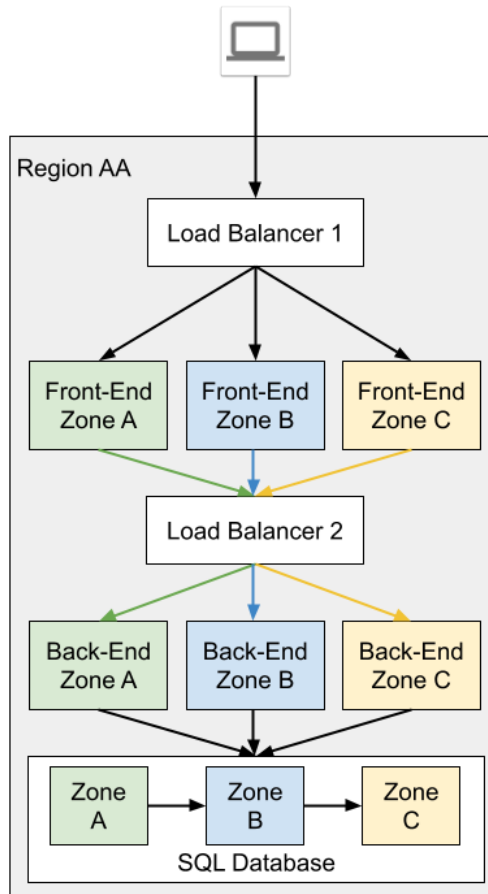 Region AA
Load Balancer 1
Front-End
Zone A
Front-End
Zone B
Front-End
Zone C
Load Balancer 2
Back-End
Zone A
Back-End
Zone B
Back-End
Zone C
Zone
A
Zone
B
Zone
C
SQL Database